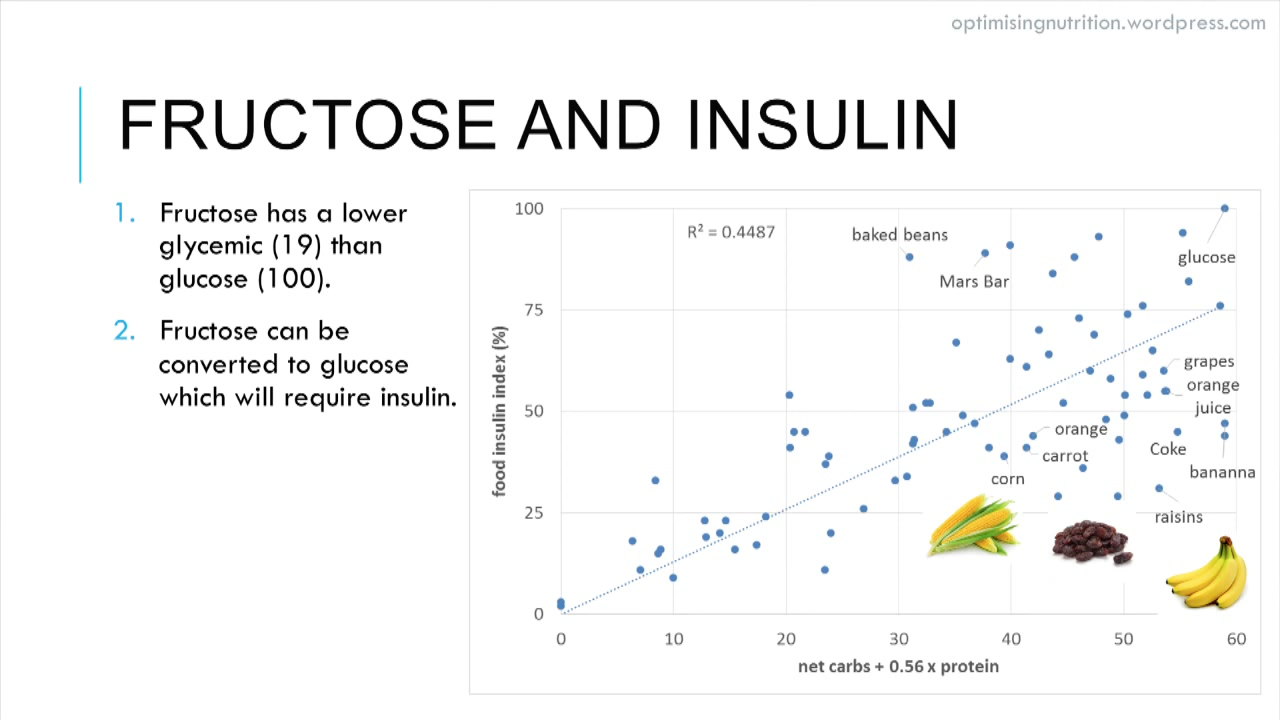 optimisingnutrition.wordpress.com
FRUCTOSE AND INSULIN
1. Fructose has a lower
glycemic (19) than
glucose (100).
2. Fructose can be
converted to glucose
which will require insulin.
R² = 0.4487
baked beans
Mars Bar
glucose
grapes
orange
juice
orange
carrot
Coke
bananna
corn
raisins
food insulin index (%)
100
75
50
25
0
0 10 20 30 40 50 60
net carbs + 0.56 x protein